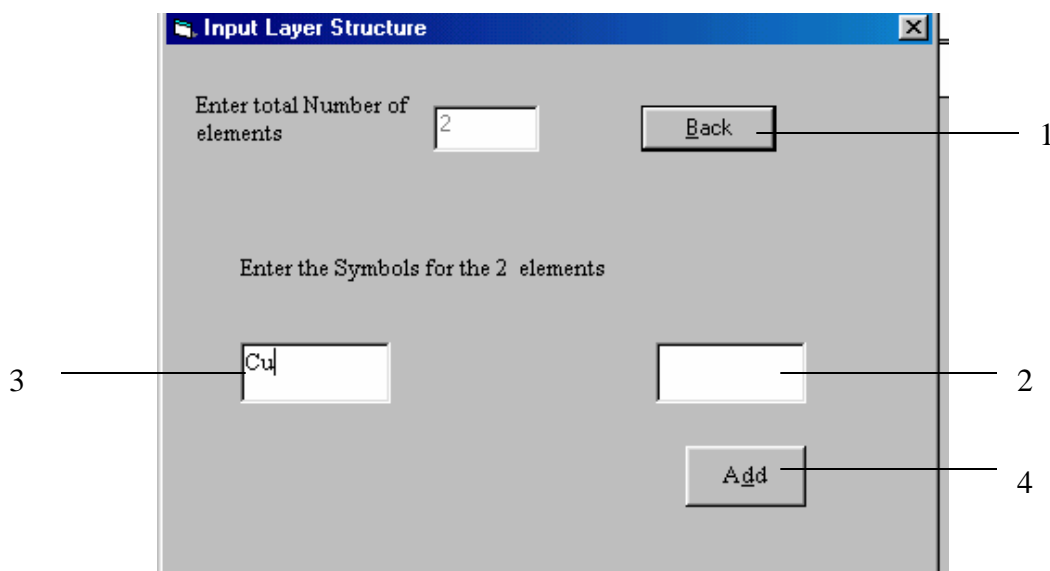 Input Layer Structure
Enter total Number of
elements
2
Back
1
Enter the Symbols for the 2 elements
3
Cu
2
Add
4